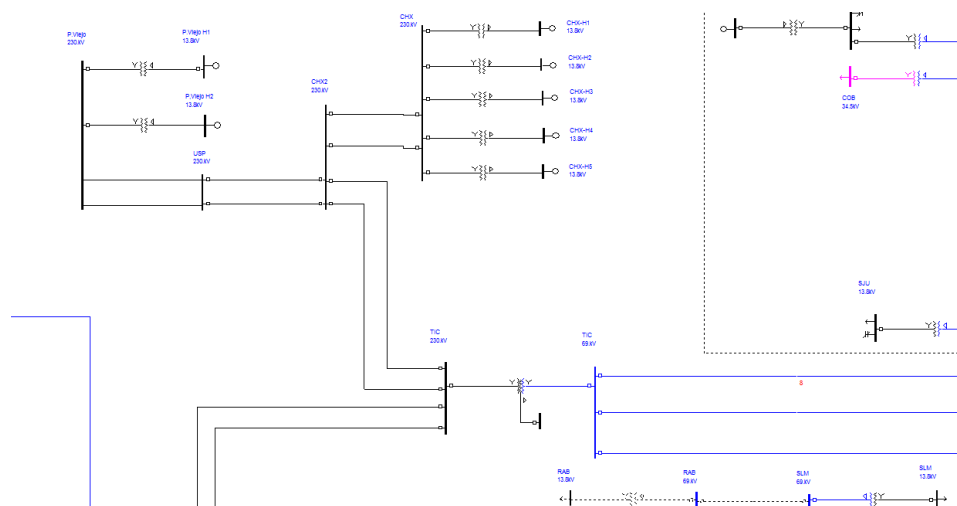 P.Viejo
230.kV
P.Viejo H1
13.8kV
P.Viejo H2
13.8kV
USP
230.kV
CHX2
230.kV
CHX
230.kV
CHX-H1
13.8kV
CHX-H2
13.8kV
CHX-H3
13.8kV
CHX-H4
13.8kV
CHX-H5
13.8kV
COB
34.5kV
SJU
13.8kV
TIC
230.kV
TIC
69.kV
S
RAB
13.8kV
RAB
69.kV
SLM
69.kV
SLM
13.8kV